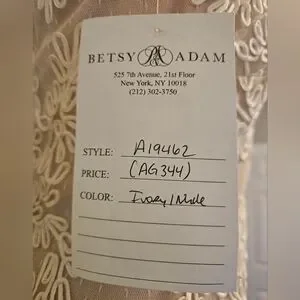 BETSY ADAM
525 7th Avenue, 21st Floor
New York, NY 10018
(212) 302-3750
STYLE: A19462
PRICE: (AG344)
COLOR: Ivory/Nude